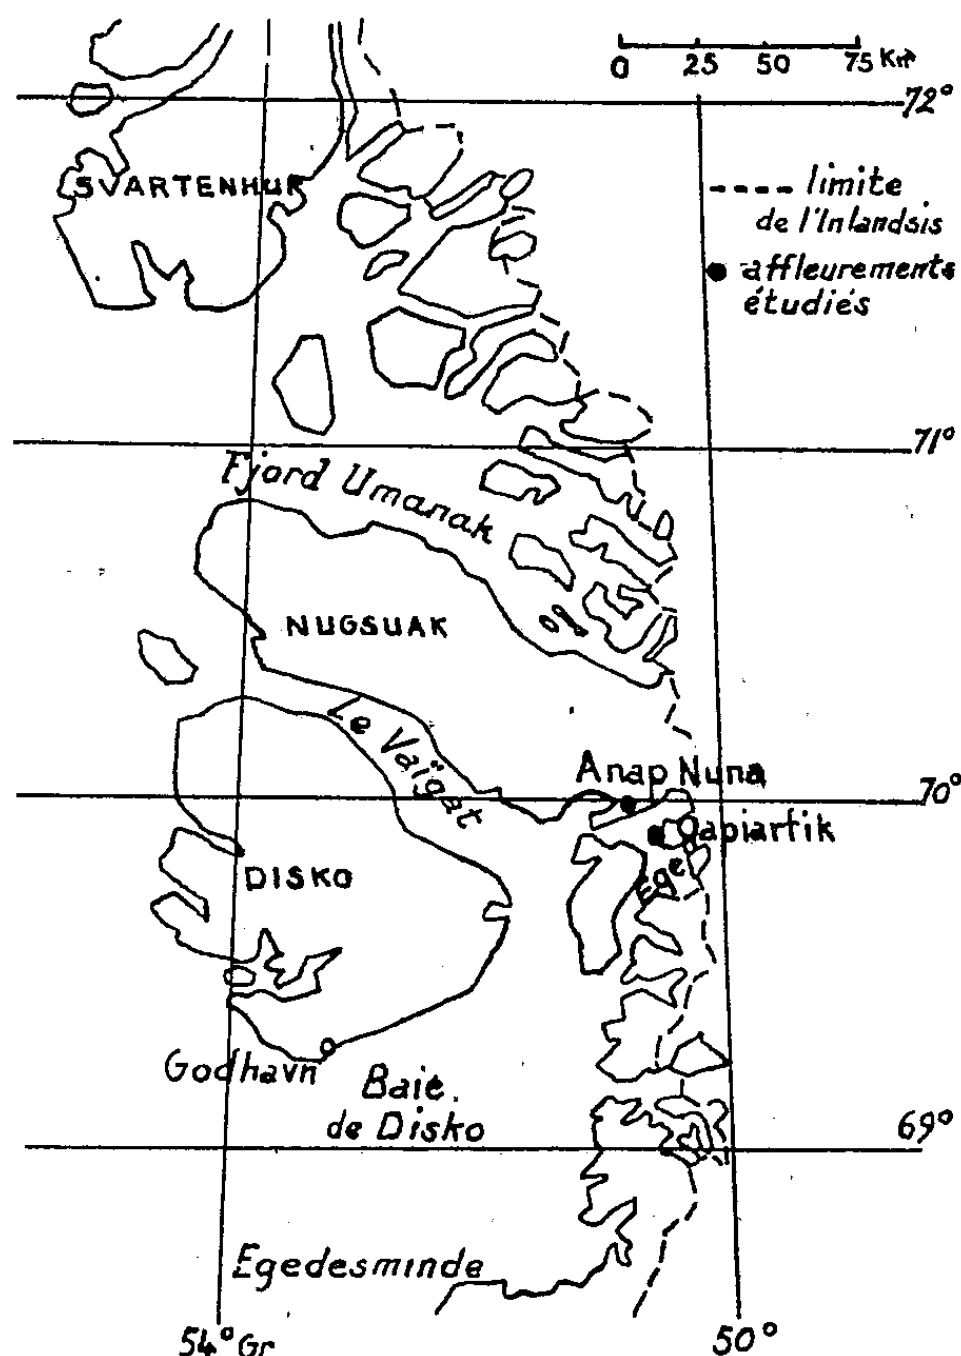 0 25 50 75 Km
72°
SVARTENHUK
limite
de l'Inlandsis
affleurements
étudiés
71°
Fjord Umanak
NUGSUAK
Le Vaïgat
Anap Nuna
70°
Qapiartik
Ege
DISKO
Godhavn
Baie
de Disko
69°
Egedesminde
54° Gr
50°